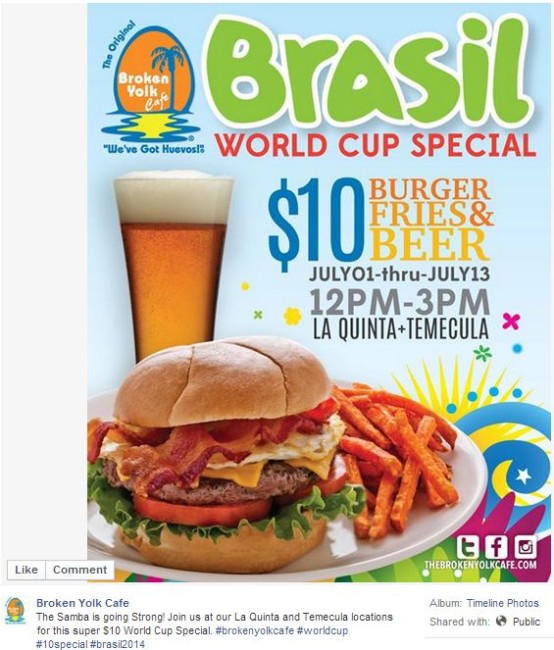 The Original
Broken
Yolk
Cafe
®
"We've Got Huevos!"®
Brasil
WORLD CUP SPECIAL
$10 BURGER
FRIES&
BEER
JULY01-thru-JULY13
12PM-3PM
LA QUINTA+TEMECULA
THEBROKENYOLKCAFE.COM
Like Comment
Broken Yolk Cafe
The Samba is going Strong! Join us at our La Quinta and Temecula locations
for this super $10 World Cup Special. #brokenyolkcafe #worldcup
#10special #brasil2014
Album: Timeline Photos
Shared with: Public